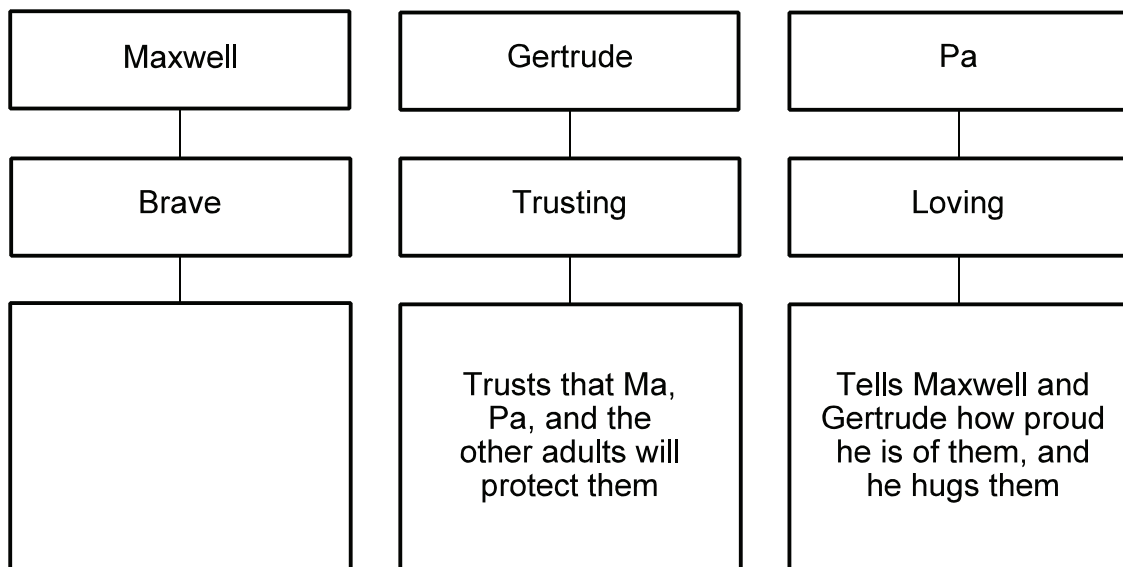 Maxwell
Gertrude
Pa
Brave
Trusting
Loving
Trusts that Ma,
Pa, and the
other adults will
protect them
Tells Maxwell and
Gertrude how proud
he is of them, and
he hugs them